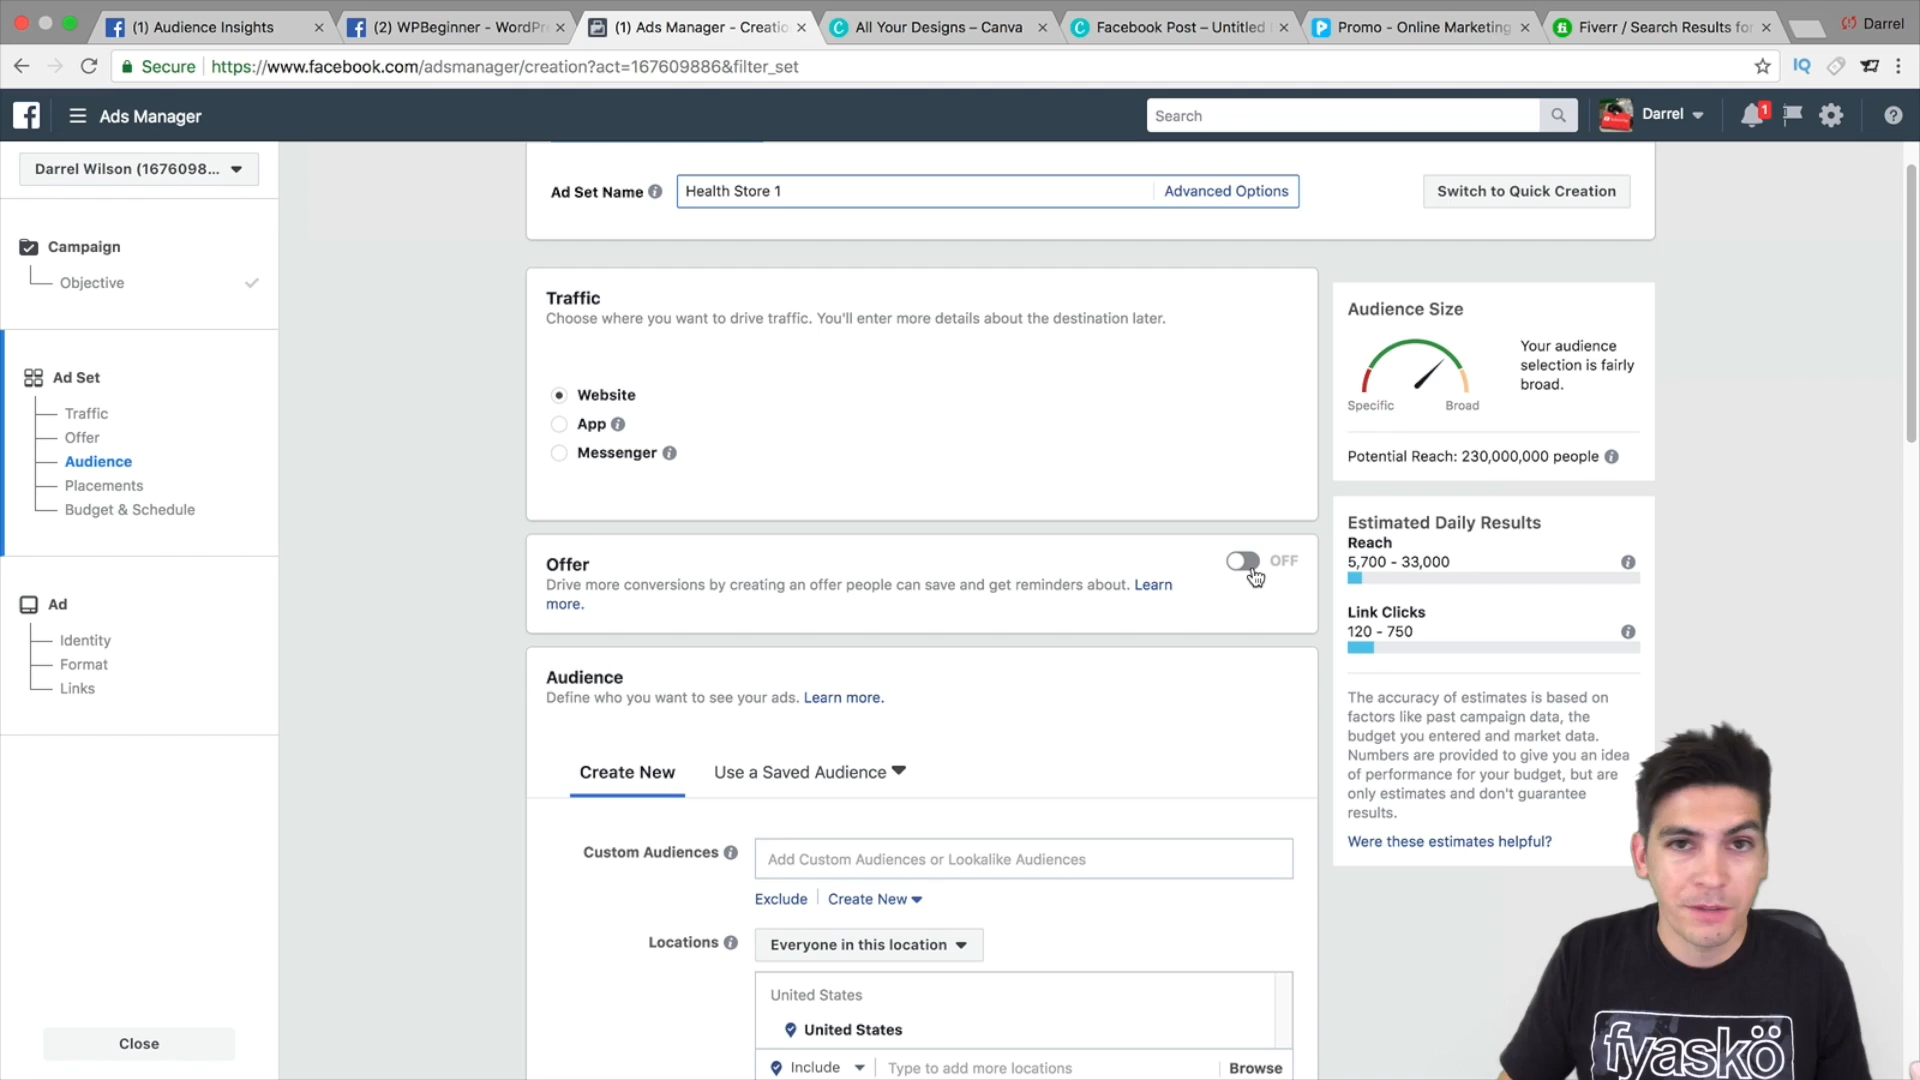 (1) Audience Insights
(2) WPBeginner - WordPr
(1) Ads Manager - Creatio
All Your Designs – Canva
Facebook Post – Untitled
Promo - Online Marketing
Fiverr / Search Results for
Darrel
Secure
https://www.facebook.com/adsmanager/creation?act=167609886&filter_set
IQ
Ads Manager
Search
Darrel
1
Darrel Wilson (1676098...
Campaign
Objective
Ad Set
Traffic
Offer
Audience
Placements
Budget & Schedule
Ad
Identity
Format
Links
Close
Ad Set Name
Health Store 1
Advanced Options
Switch to Quick Creation
Traffic
Choose where you want to drive traffic. You'll enter more details about the destination later.
Website
App
Messenger
Offer
OFF
Drive more conversions by creating an offer people can save and get reminders about. Learn
more.
Audience
Define who you want to see your ads. Learn more.
Create New
Use a Saved Audience
Custom Audiences
Add Custom Audiences or Lookalike Audiences
Exclude
Create New
Locations
Everyone in this location
United States
United States
Include
Type to add more locations
Browse
Audience Size
Your audience
selection is fairly
broad.
Specific
Broad
Potential Reach: 230,000,000 people
Estimated Daily Results
Reach
5,700 - 33,000
Link Clicks
120 - 750
The accuracy of estimates is based on
factors like past campaign data, the
budget you entered and market data.
Numbers are provided to give you an idea
of performance for your budget, but are
only estimates and don't guarantee
results.
Were these estimates helpful?
fyaskö